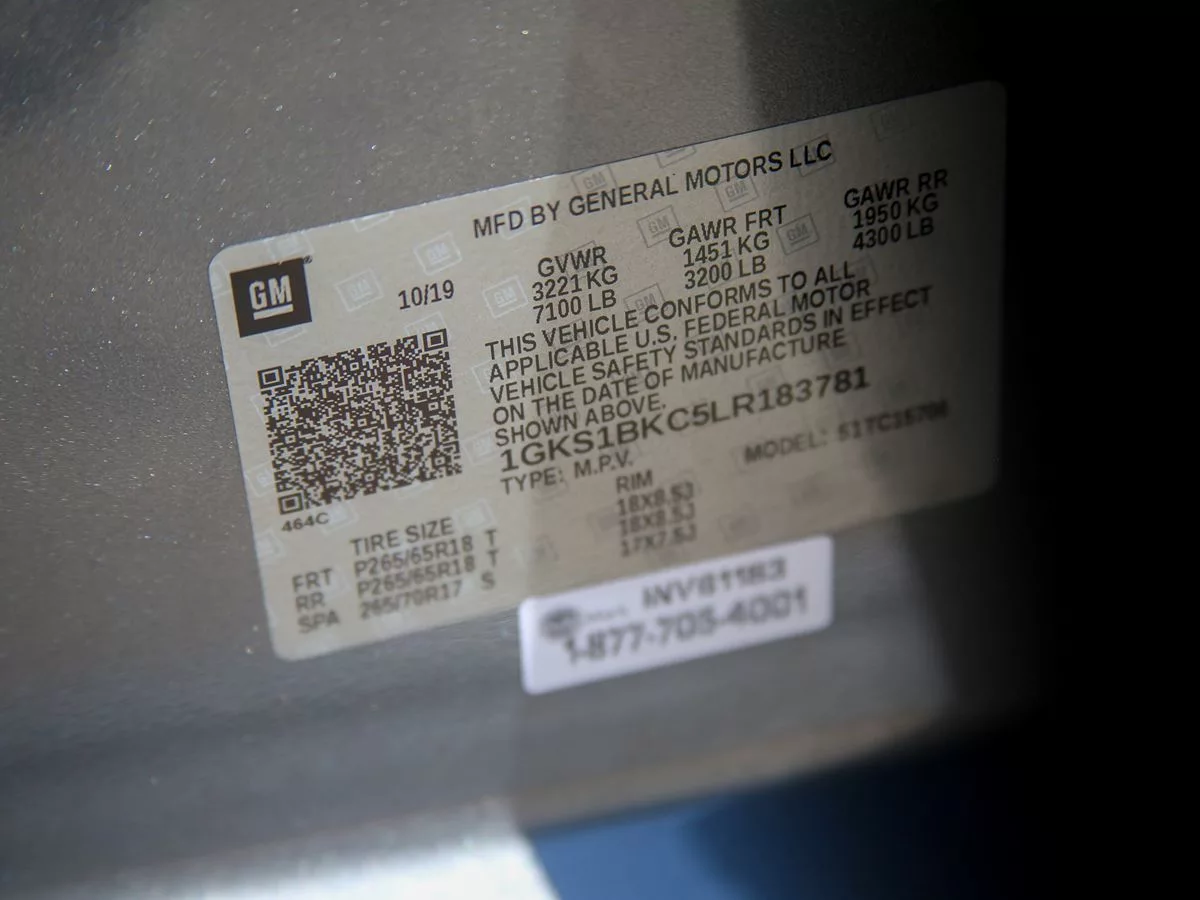 MFD BY GENERAL MOTORS LLC
GM
10/19
GVWR
3221 KG
7100 LB
GAWR FRT
1451 KG
3200 LB
GAWR RR
1950 KG
4300 LB
THIS VEHICLE CONFORMS TO ALL
APPLICABLE U.S. FEDERAL MOTOR
VEHICLE SAFETY STANDARDS IN EFFECT
ON THE DATE OF MANUFACTURE
SHOWN ABOVE.
1GKS1BKC5LR183781
TYPE: M.P.V.
MODEL:
464C
TIRE SIZE
RIM
FRT P265/65R18 T 18X8.5J
RR P265/65R18 T 18X8.5J
SPA 265/70R17 S 17X7.5J
1-877-705-4001